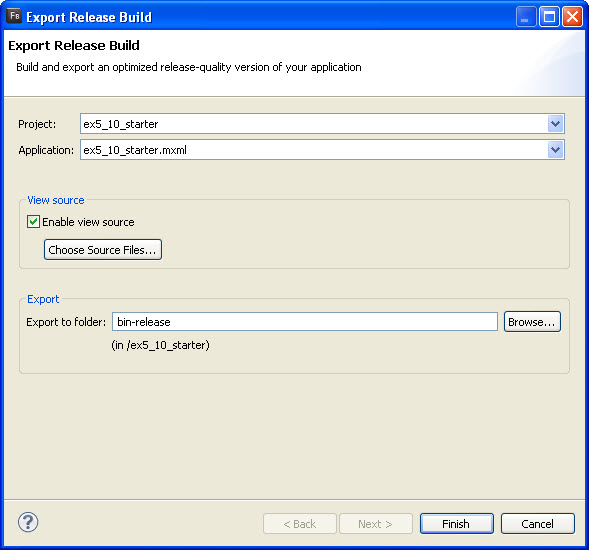 Fb Export Release Build
Export Release Build
Build and export an optimized release-quality version of your application
Project: ex5_10_starter
Application: ex5_10_starter.mxml
View source
Enable view source
Choose Source Files...
Export
Export to folder: bin-release Browse...
(in /ex5_10_starter)
? < Back Next > Finish Cancel